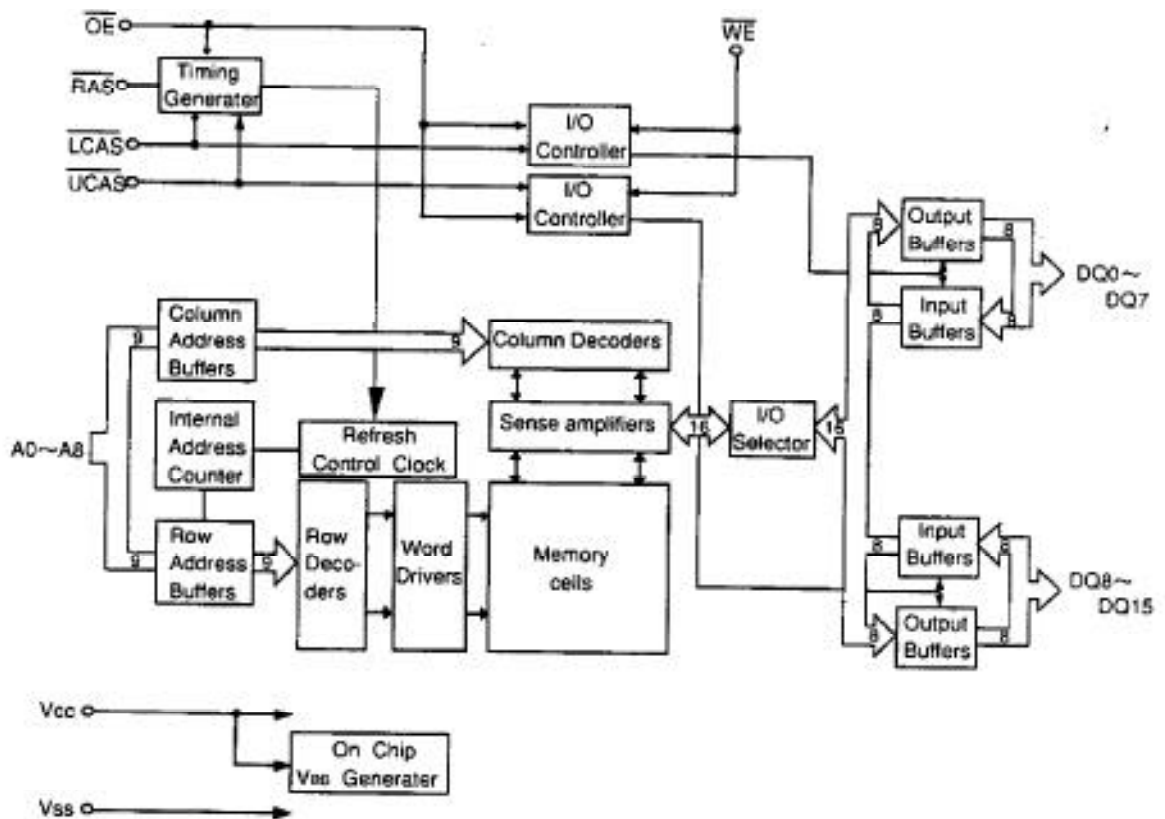 OE
WE
Timing
Generater
RAS
LCAS
UCAS
I/O
Controller
I/O
Controller
8
Output
Buffers
8
8
DQ0～
DQ7
8
Input
Buffers
8
9
Column
Address
Buffers
9
Column Decoders
A0～A8
Internal
Address
Counter
Refresh
Control Clock
Sense amplifiers
16
I/O
Selector
16
9
Row
Address
Buffers
9
Row
Deco-
ders
Word
Drivers
Memory
cells
8
Input
Buffers
8
8
Output
Buffers
8
DQ8～
DQ15
Vcc
On Chip
VBB Generater
Vss